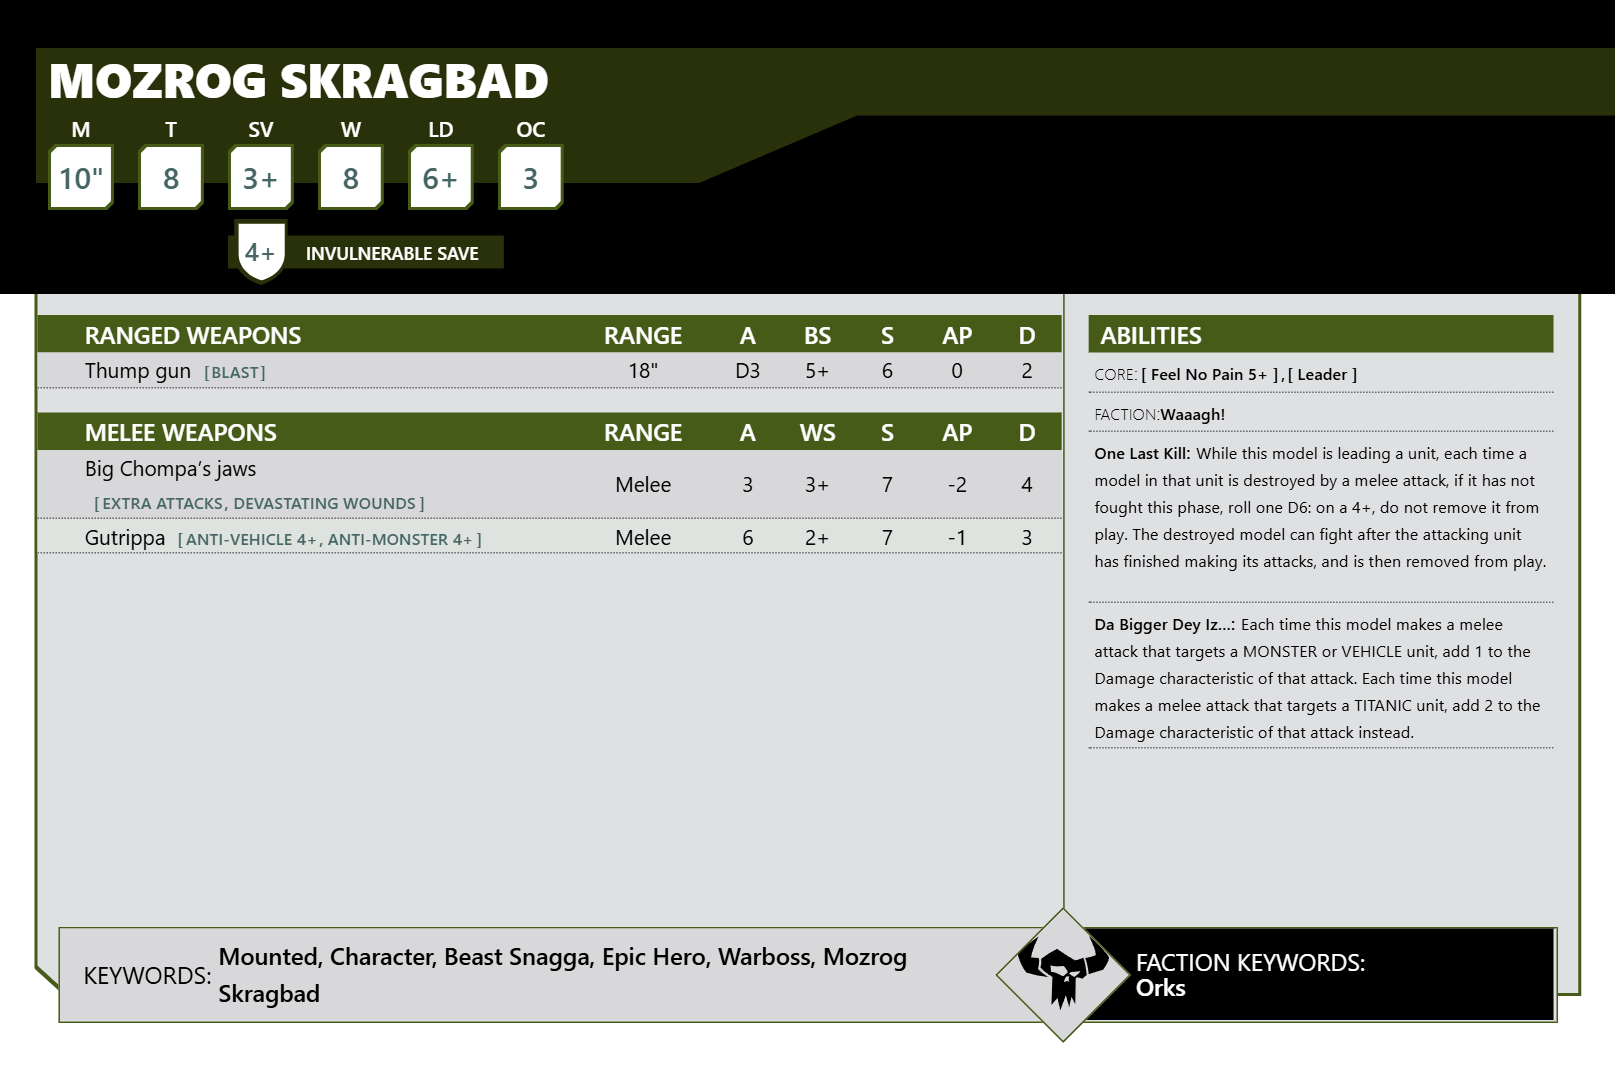 MOZROG SKRAGBAD
M T SV W LD OC
10" 8 3+ 8 6+ 3
4+ INVULNERABLE SAVE
RANGED WEAPONS RANGE A BS S AP D
Thump gun [BLAST] 18" D3 5+ 6 0 2
MELEE WEAPONS RANGE A WS S AP D
Big Chompa's jaws
[EXTRA ATTACKS, DEVASTATING WOUNDS] Melee 3 3+ 7 -2 4
Gutrippa [ANTI-VEHICLE 4+, ANTI-MONSTER 4+] Melee 6 2+ 7 -1 3
ABILITIES
CORE: [ Feel No Pain 5+ ] ,[ Leader ]
FACTION:Waaagh!
One Last Kill: While this model is leading a unit, each time a
model in that unit is destroyed by a melee attack, if it has not
fought this phase, roll one D6: on a 4+, do not remove it from
play. The destroyed model can fight after the attacking unit
has finished making its attacks, and is then removed from play.
Da Bigger Dey Iz...: Each time this model makes a melee
attack that targets a MONSTER or VEHICLE unit, add 1 to the
Damage characteristic of that attack. Each time this model
makes a melee attack that targets a TITANIC unit, add 2 to the
Damage characteristic of that attack instead.
KEYWORDS: Mounted, Character, Beast Snagga, Epic Hero, Warboss, Mozrog
Skragbad
FACTION KEYWORDS:
Orks